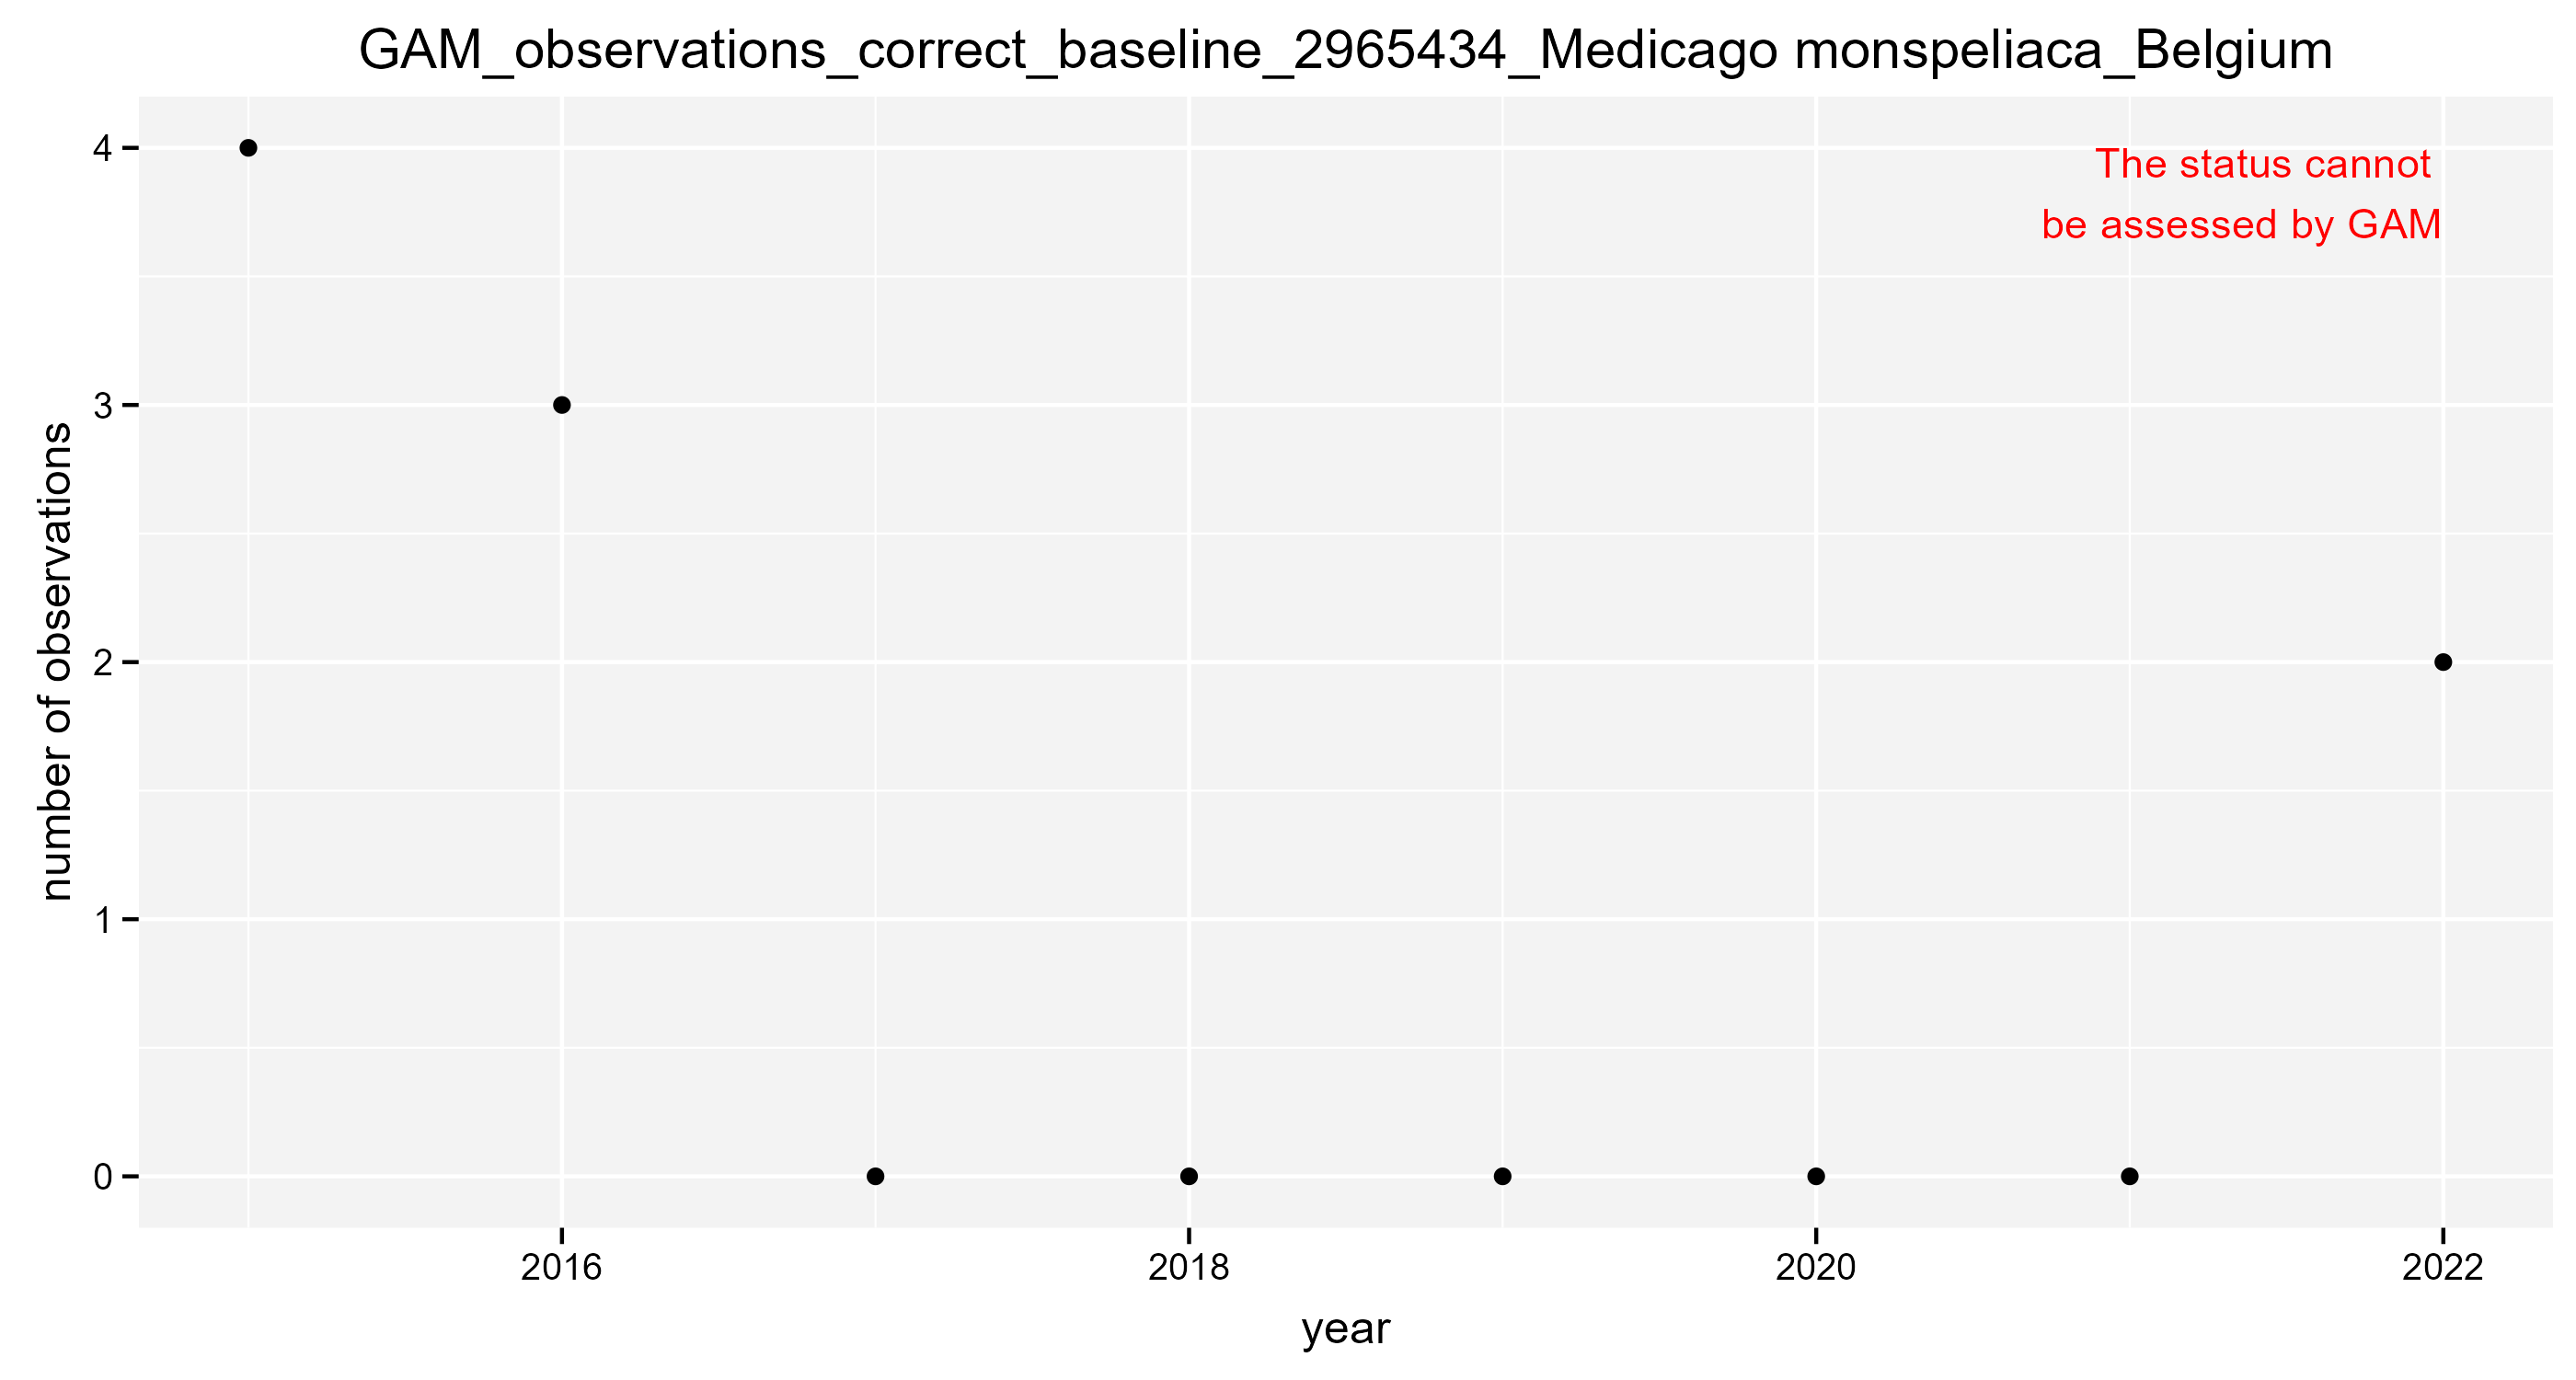 GAM_observations_correct_baseline_2965434_Medicago monspeliaca_Belgium
The status cannot
be assessed by GAM
number of observations
4
3
2
1
0
2016
2018
2020
2022
year